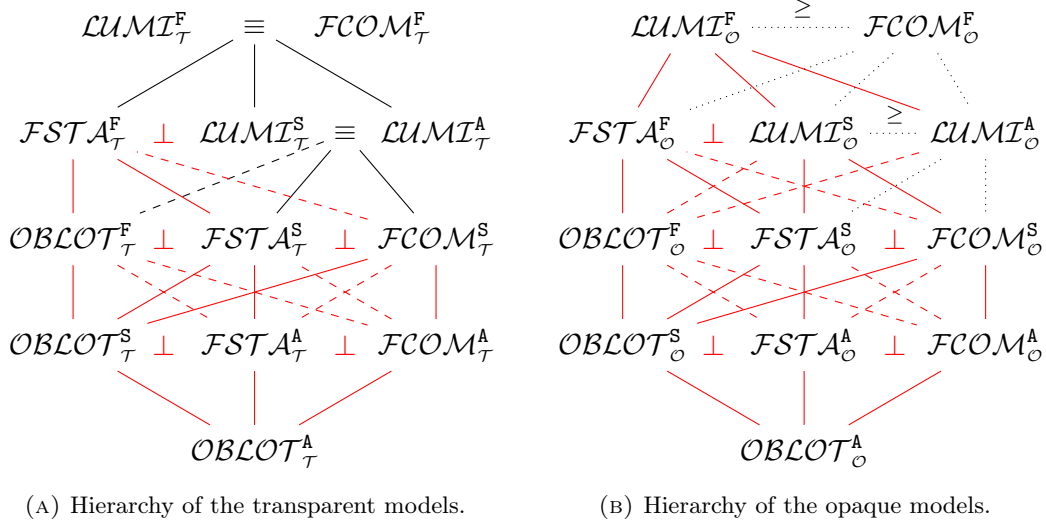 𝓛𝓤𝓜𝓘^𝙵_𝒯 ≡ 𝓕𝓒𝓞𝓜^𝙵_𝒯
𝓕𝓢𝓣𝓐^𝙵_𝒯 ⊥ 𝓛𝓤𝓜𝓘^𝚂_𝒯 ≡ 𝓛𝓤𝓜𝓘^𝙰_𝒯
𝓞𝓑𝓛𝓞𝓣^𝙵_𝒯 ⊥ 𝓕𝓢𝓣𝓐^𝚂_𝒯 ⊥ 𝓕𝓒𝓞𝓜^𝚂_𝒯
𝓞𝓑𝓛𝓞𝓣^𝚂_𝒯 ⊥ 𝓕𝓢𝓣𝓐^𝙰_𝒯 ⊥ 𝓕𝓒𝓞𝓜^𝙰_𝒯
𝓞𝓑𝓛𝓞𝓣^𝙰_𝒯
(A) Hierarchy of the transparent models.
𝓛𝓤𝓜𝓘^𝙵_𝒪 ≥ 𝓕𝓒𝓞𝓜^𝙵_𝒪
𝓕𝓢𝓣𝓐^𝙵_𝒪 ⊥ 𝓛𝓤𝓜𝓘^𝚂_𝒪 ≥ 𝓛𝓤𝓜𝓘^𝙰_𝒪
𝓞𝓑𝓛𝓞𝓣^𝙵_𝒪 ⊥ 𝓕𝓢𝓣𝓐^𝚂_𝒪 ⊥ 𝓕𝓒𝓞𝓜^𝚂_𝒪
𝓞𝓑𝓛𝓞𝓣^𝚂_𝒪 ⊥ 𝓕𝓢𝓣𝓐^𝙰_𝒪 ⊥ 𝓕𝓒𝓞𝓜^𝙰_𝒪
𝓞𝓑𝓛𝓞𝓣^𝙰_𝒪
(B) Hierarchy of the opaque models.